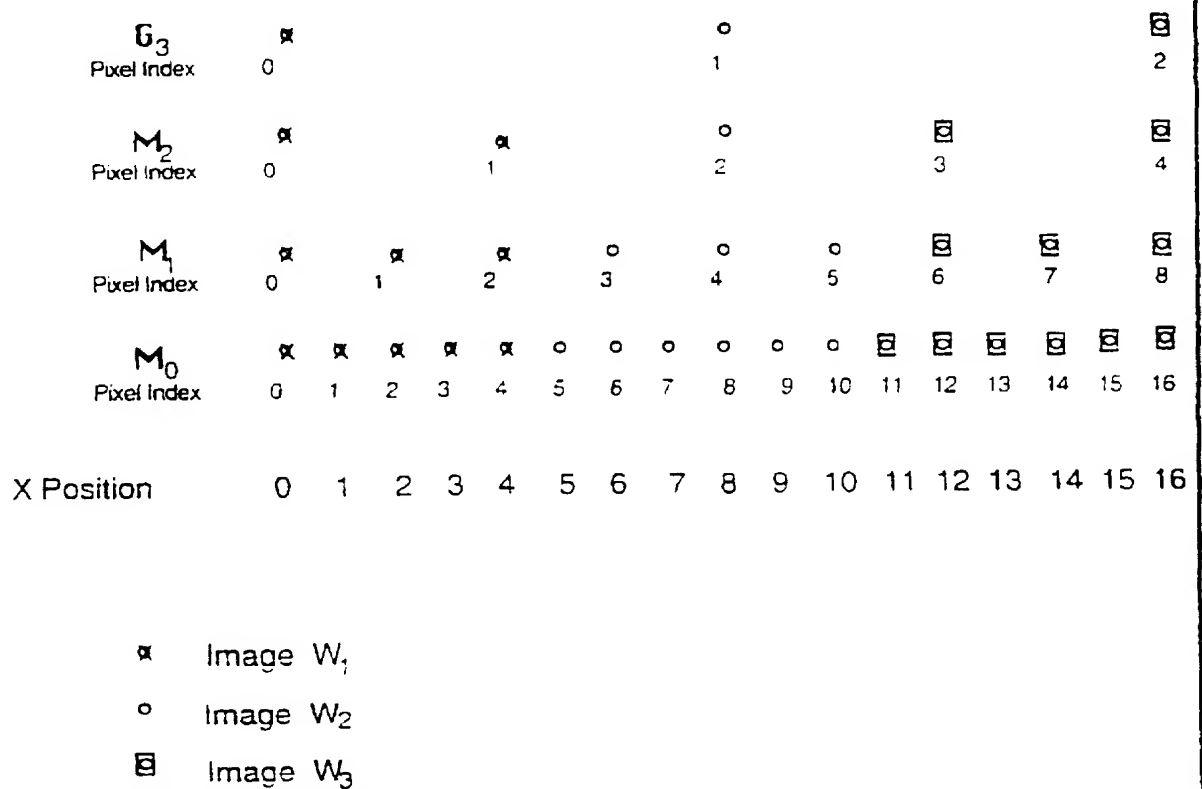 G3
Pixel Index 0 1 2
M2
Pixel Index 0 1 2 3 4
M1
Pixel Index 0 1 2 3 4 5 6 7 8
M0
Pixel Index 0 1 2 3 4 5 6 7 8 9 10 11 12 13 14 15 16
X Position 0 1 2 3 4 5 6 7 8 9 10 11 12 13 14 15 16
Image W1
Image W2
Image W3